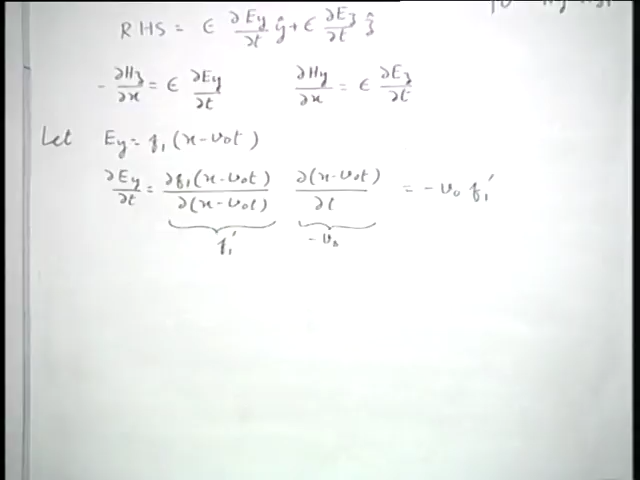 RHS = ε ∂Ey/∂t ŷ + ε ∂Ez/∂t ẑ
- ∂Hz/∂x = ε ∂Ey/∂t    ∂Hy/∂x = ε ∂Ez/∂t
Let Ey = f₁(x-v₀t)
∂Ey/∂t = ∂f₁(x-v₀t)/∂(x-v₀t) ∂(x-v₀t)/∂t = -v₀ f₁′
f₁′    -v₀